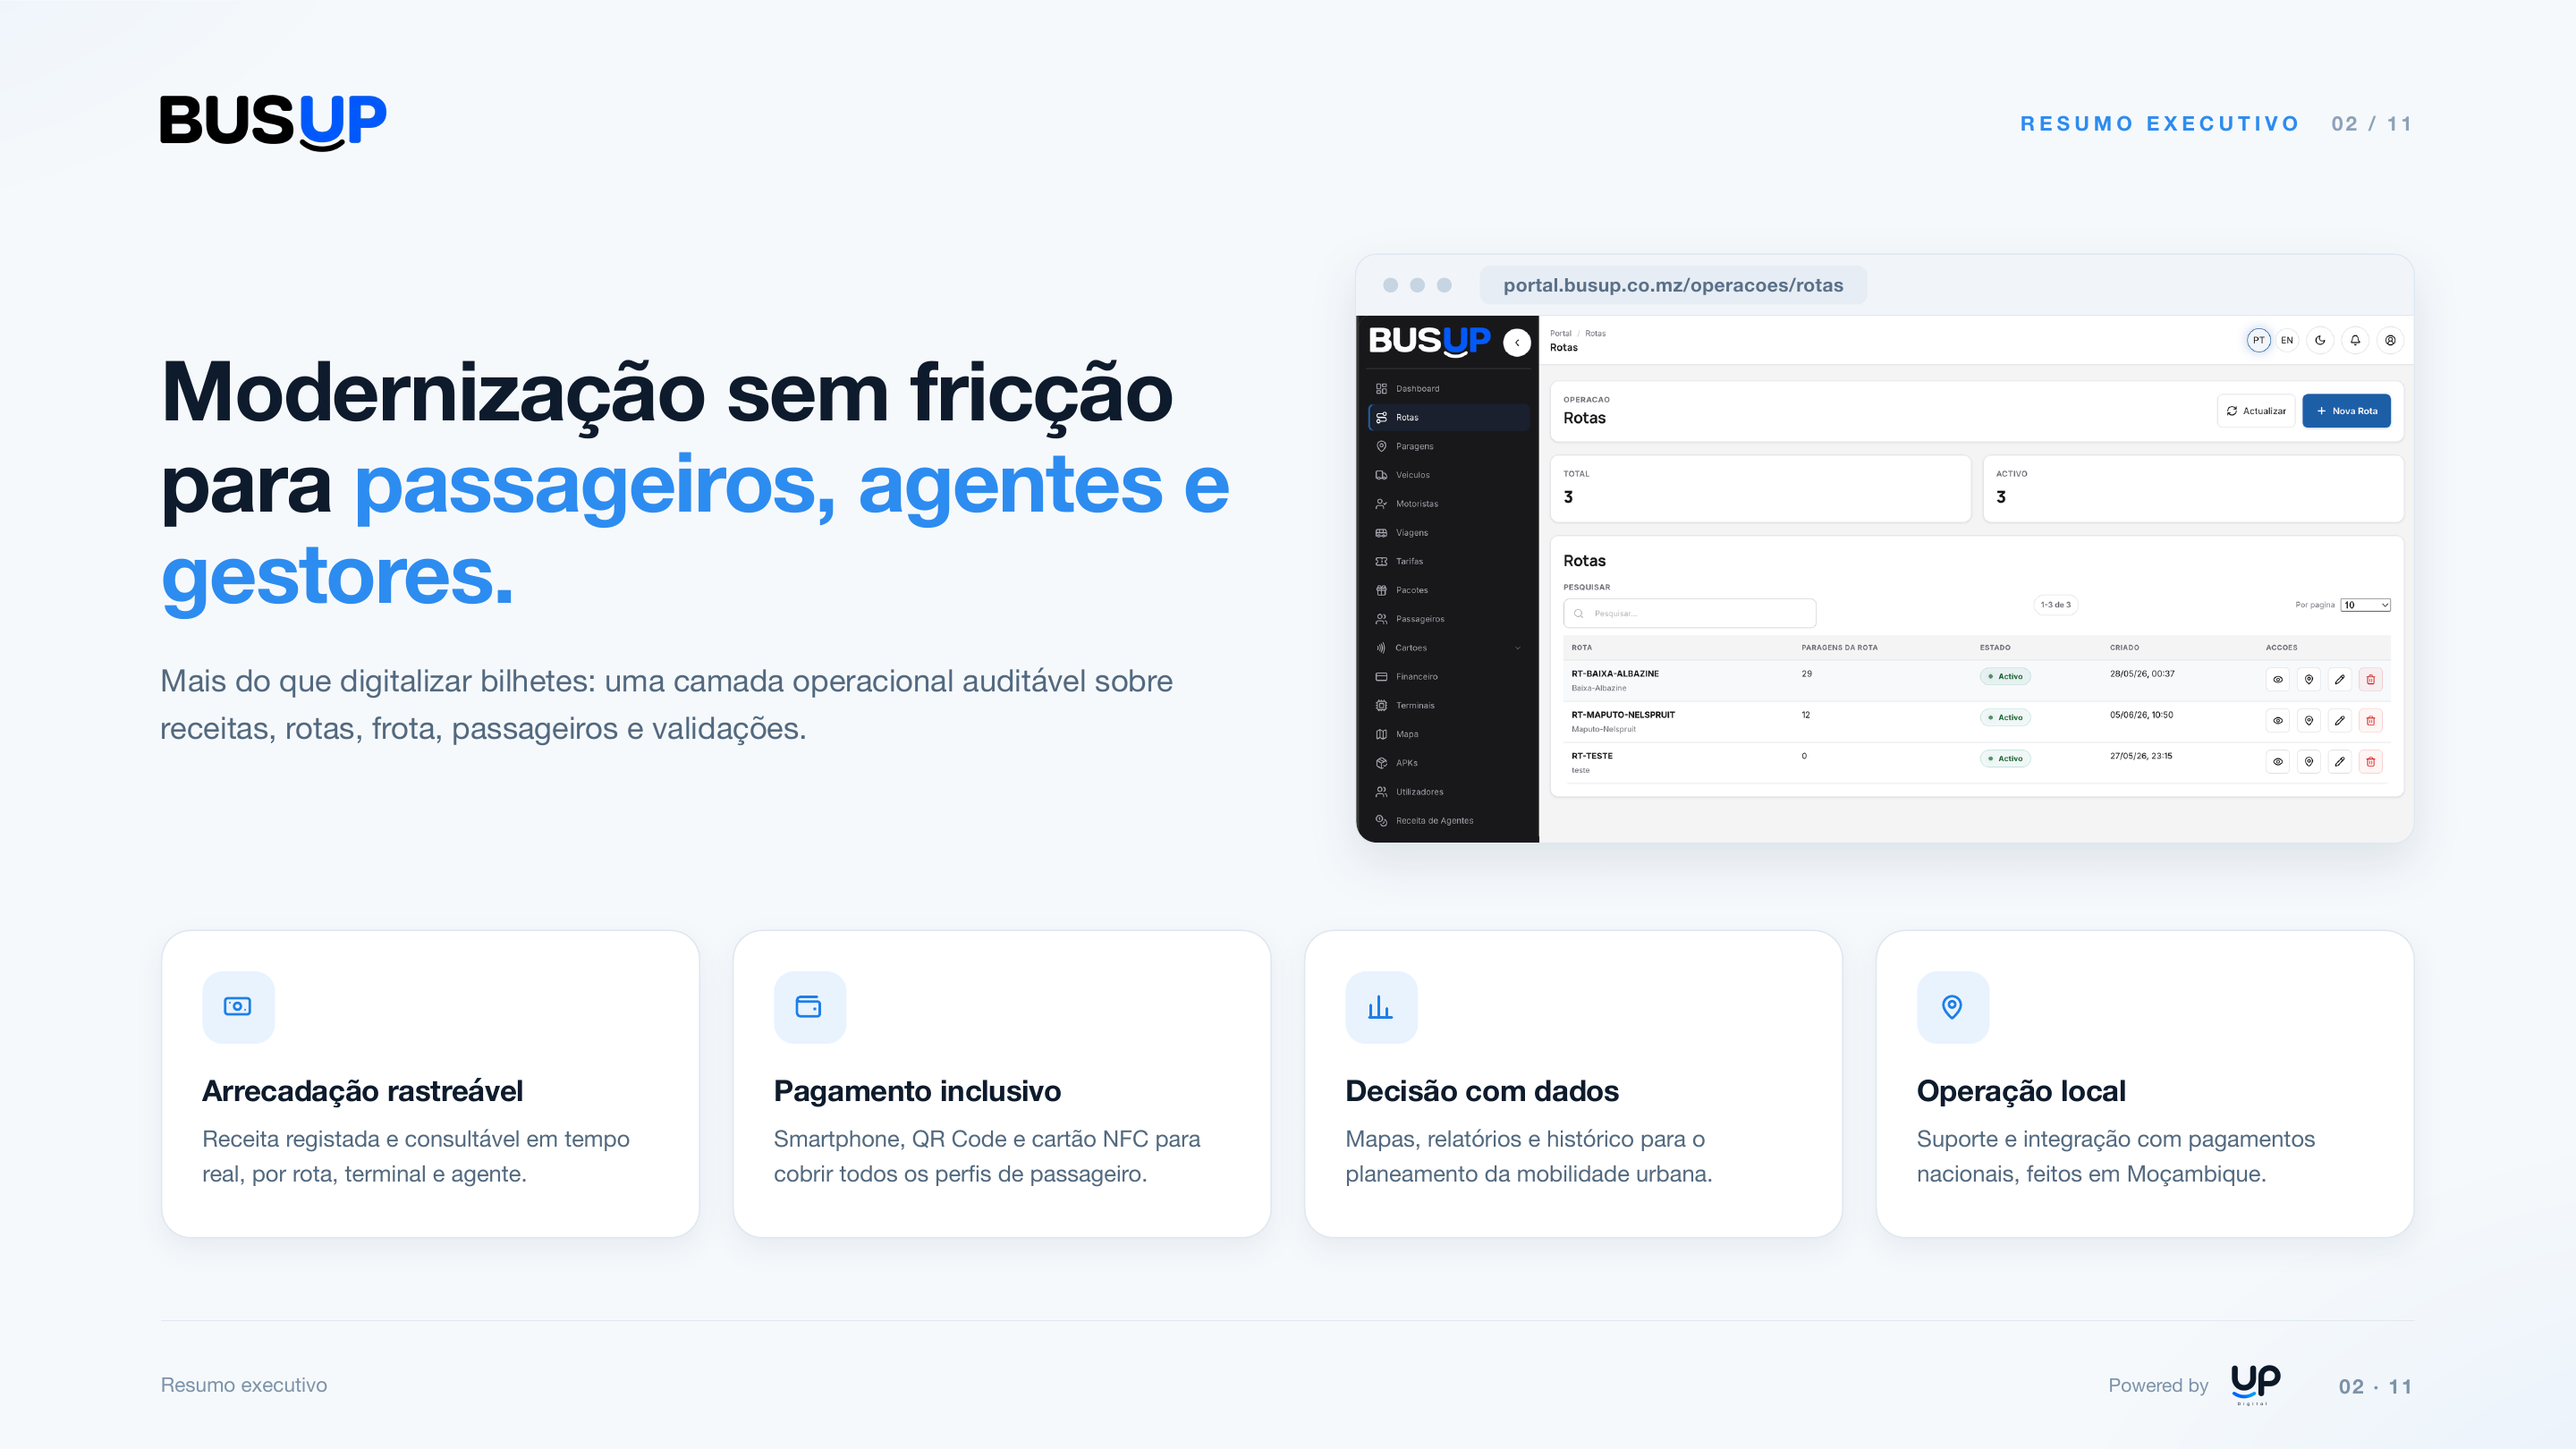 BUSUP
RESUMO EXECUTIVO 02 / 11
Modernização sem fricção
para passageiros, agentes e
gestores.
Mais do que digitalizar bilhetes: uma camada operacional auditável sobre
receitas, rotas, frota, passageiros e validações.
portal.busup.co.mz/operacoes/rotas
BUSUP
Dashboard
Rotas
Paragens
Veiculos
Motoristas
Viagens
Tarifas
Pacotes
Passageiros
Cartoes
Financeiro
Terminais
Mapa
APKs
Utilizadores
Receita de Agentes
Portal / Rotas
Rotas
PT EN
OPERACAO
Rotas
Actualizar + Nova Rota
TOTAL
3
ACTIVO
3
Rotas
PESQUISAR
Pesquisar...
1-3 de 3
Por pagina 10
ROTA PARAGENS DA ROTA ESTADO CRIADO ACCOES
RT-BAIXA-ALBAZINE 29 Activo 28/05/26, 00:37
Baixa-Albazine
RT-MAPUTO-NELSPRUIT 12 Activo 05/06/26, 10:50
Maputo-Nelspruit
RT-TESTE 0 Activo 27/05/26, 23:15
teste
Arrecadação rastreável
Receita registada e consultável em tempo
real, por rota, terminal e agente.
Pagamento inclusivo
Smartphone, QR Code e cartão NFC para
cobrir todos os perfis de passageiro.
Decisão com dados
Mapas, relatórios e histórico para o
planeamento da mobilidade urbana.
Operação local
Suporte e integração com pagamentos
nacionais, feitos em Moçambique.
Resumo executivo
Powered by UP
Digital
02 · 11